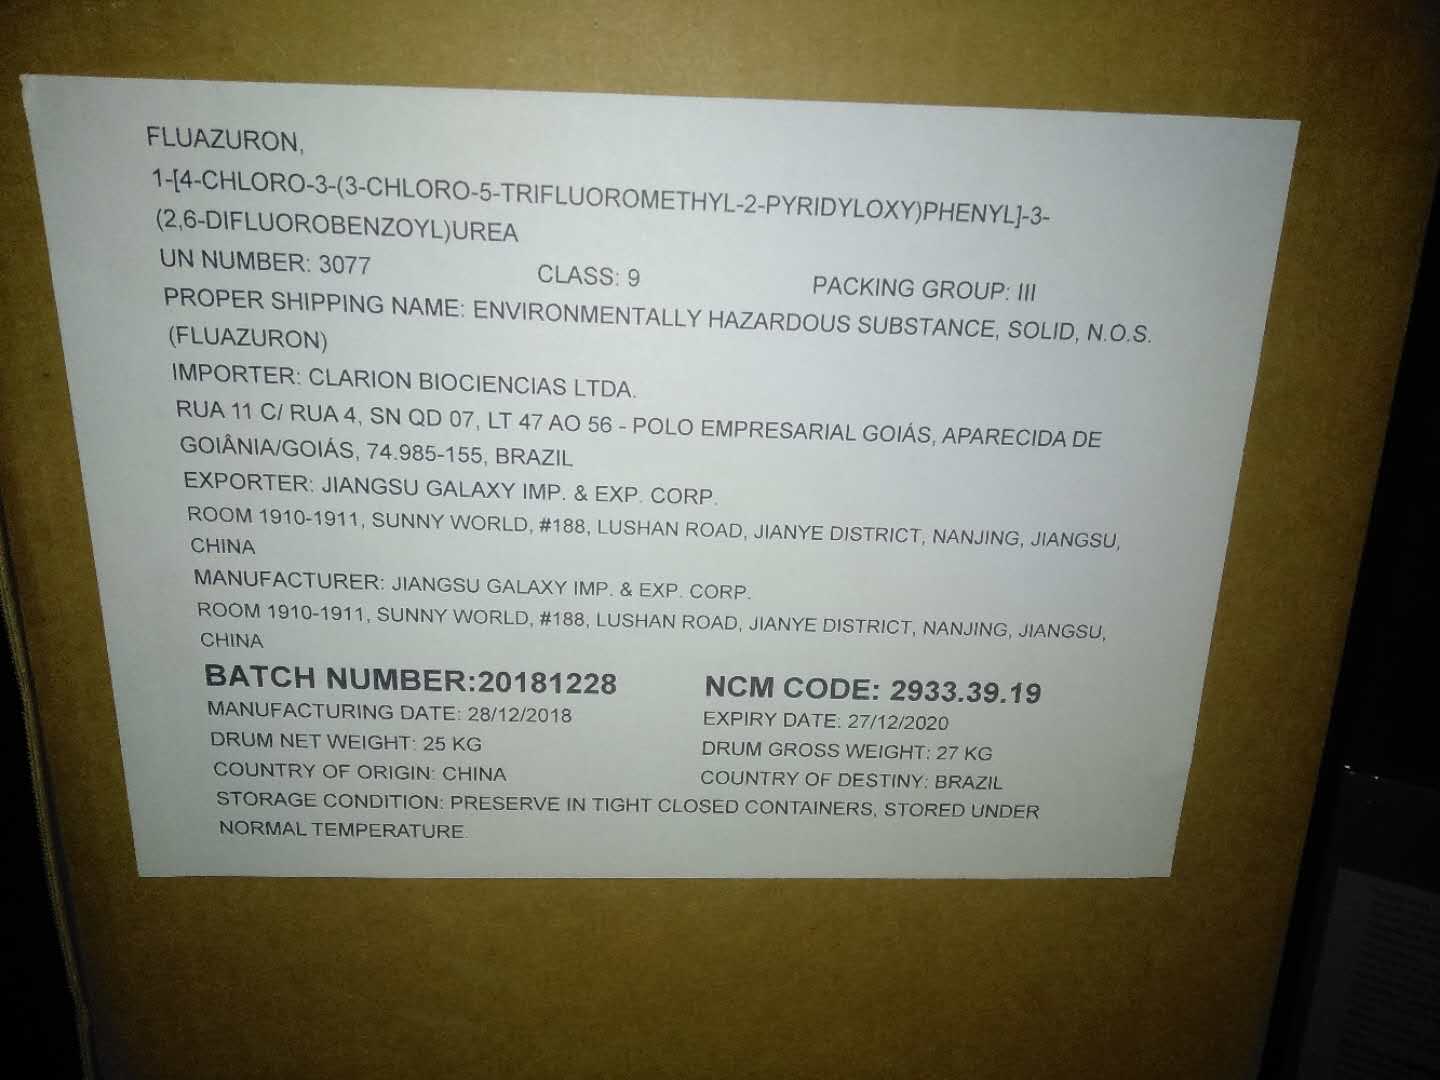 FLUAZURON,
1-[4-CHLORO-3-(3-CHLORO-5-TRIFLUOROMETHYL-2-PYRIDYLOXY)PHENYL]-3-
(2,6-DIFLUOROBENZOYL)UREA
UN NUMBER: 3077 CLASS: 9 PACKING GROUP: III
PROPER SHIPPING NAME: ENVIRONMENTALLY HAZARDOUS SUBSTANCE, SOLID, N.O.S.
(FLUAZURON)
IMPORTER: CLARION BIOCIENCIAS LTDA.
RUA 11 C/ RUA 4, SN QD 07, LT 47 AO 56 - POLO EMPRESARIAL GOIÁS, APARECIDA DE
GOIÂNIA/GOIÁS, 74.985-155, BRAZIL
EXPORTER: JIANGSU GALAXY IMP. & EXP. CORP.
ROOM 1910-1911, SUNNY WORLD, #188, LUSHAN ROAD, JIANYE DISTRICT, NANJING, JIANGSU,
CHINA
MANUFACTURER: JIANGSU GALAXY IMP. & EXP. CORP.
ROOM 1910-1911, SUNNY WORLD, #188, LUSHAN ROAD, JIANYE DISTRICT, NANJING, JIANGSU,
CHINA
BATCH NUMBER:20181228 NCM CODE: 2933.39.19
MANUFACTURING DATE: 28/12/2018 EXPIRY DATE: 27/12/2020
DRUM NET WEIGHT: 25 KG DRUM GROSS WEIGHT: 27 KG
COUNTRY OF ORIGIN: CHINA COUNTRY OF DESTINY: BRAZIL
STORAGE CONDITION: PRESERVE IN TIGHT CLOSED CONTAINERS, STORED UNDER
NORMAL TEMPERATURE.